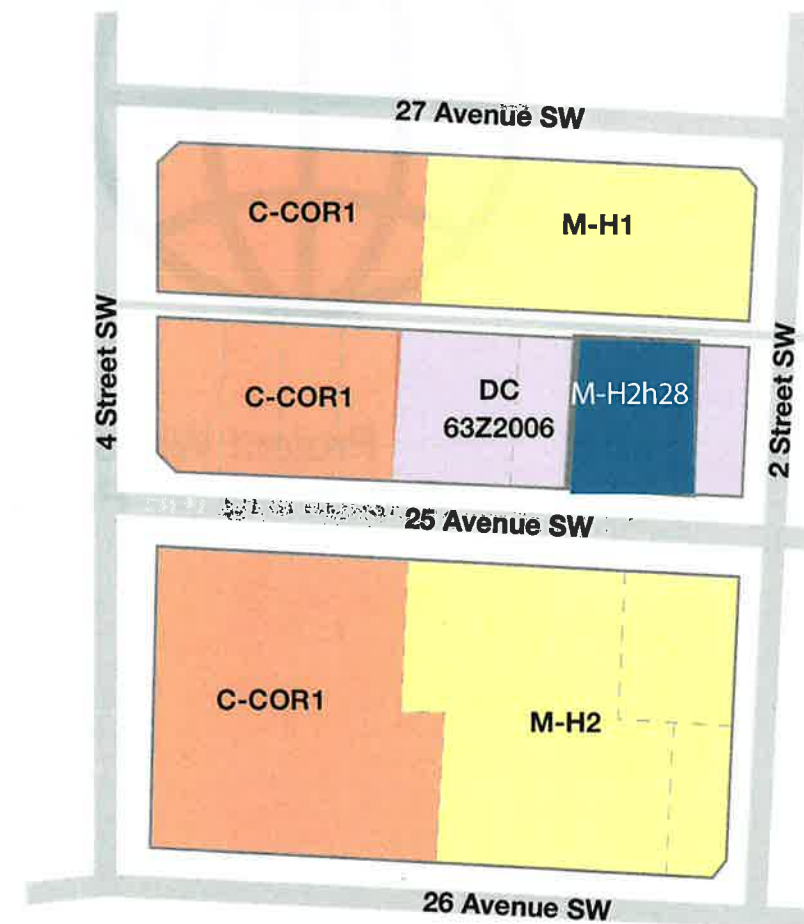 27 Avenue SW
C-COR1
M-H1
4 Street SW
C-COR1
DC
63Z2006
M-H2h28
2 Street SW
25 Avenue SW
C-COR1
M-H2
26 Avenue SW